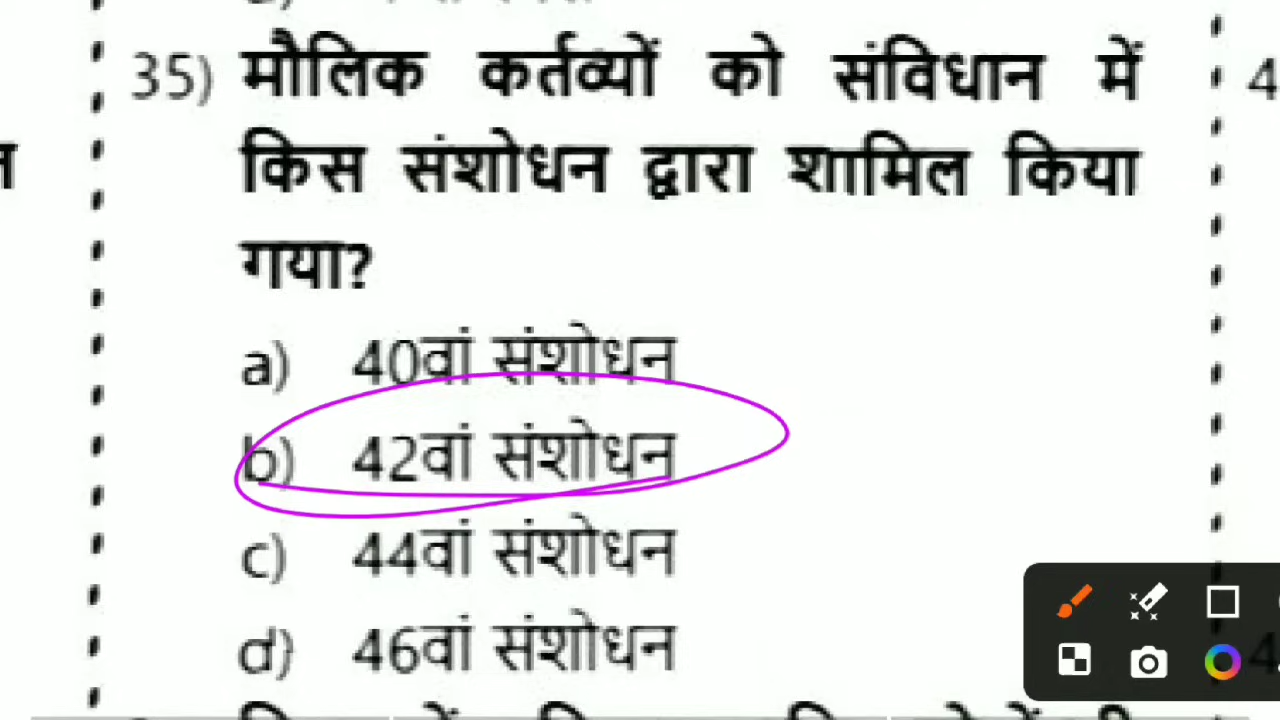 35) मौलिक कर्तव्यों को संविधान में
किस संशोधन द्वारा शामिल किया
गया?
a) 40वां संशोधन
b) 42वां संशोधन
c) 44वां संशोधन
d) 46वां संशोधन